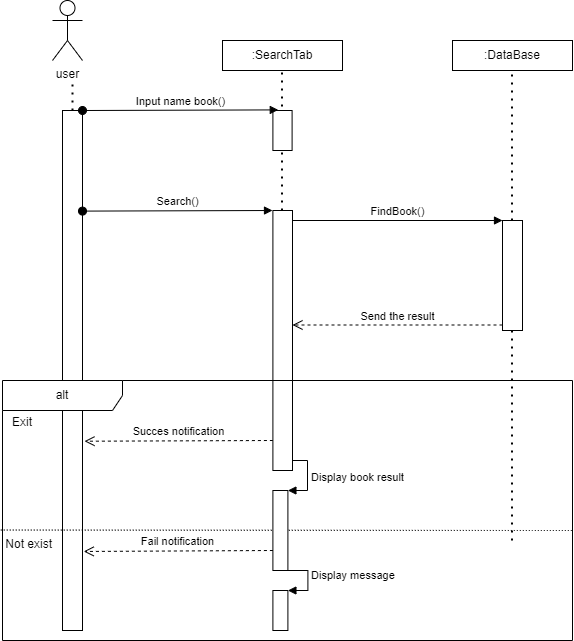 user
:SearchTab
:DataBase
Input name book()
Search()
FindBook()
Send the result
alt
Exit
Succes notification
Display book result
Not exist
Fail notification
Display message